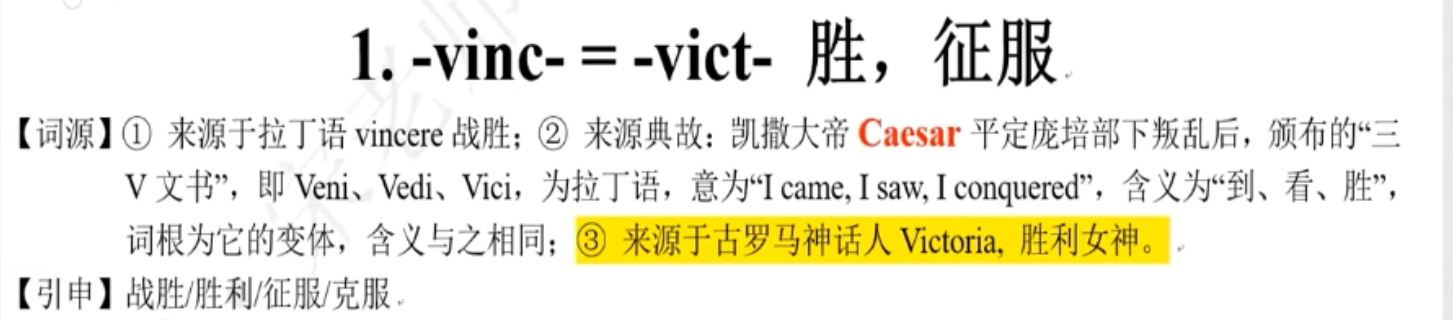 1. -vinc- = -vict- 胜，征服
【词源】① 来源于拉丁语 vincere 战胜；② 来源典故：凯撒大帝 Caesar 平定庞培部下叛乱后，颁布的“三
V 文书”，即 Veni、Vedi、Vici，为拉丁语，意为“I came, I saw, I conquered”，含义为“到、看、胜”，
词根为它的变体，含义与之相同；③ 来源于古罗马神话人 Victoria, 胜利女神。
【引申】战胜/胜利/征服/克服